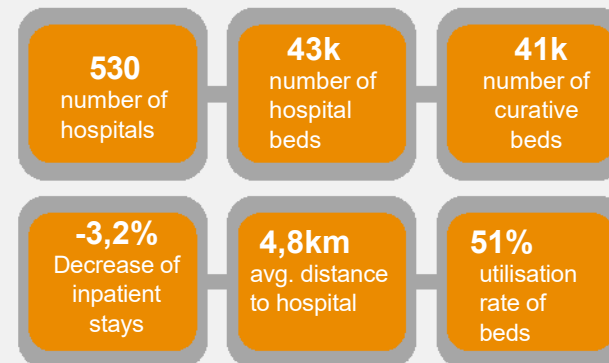 530
number of
hospitals
43k
number of
hospital
beds
41k
number of
curative
beds
-3,2%
Decrease of
inpatient
stays
4,8km
avg. distance
to hospital
51%
utilisation
rate of
beds